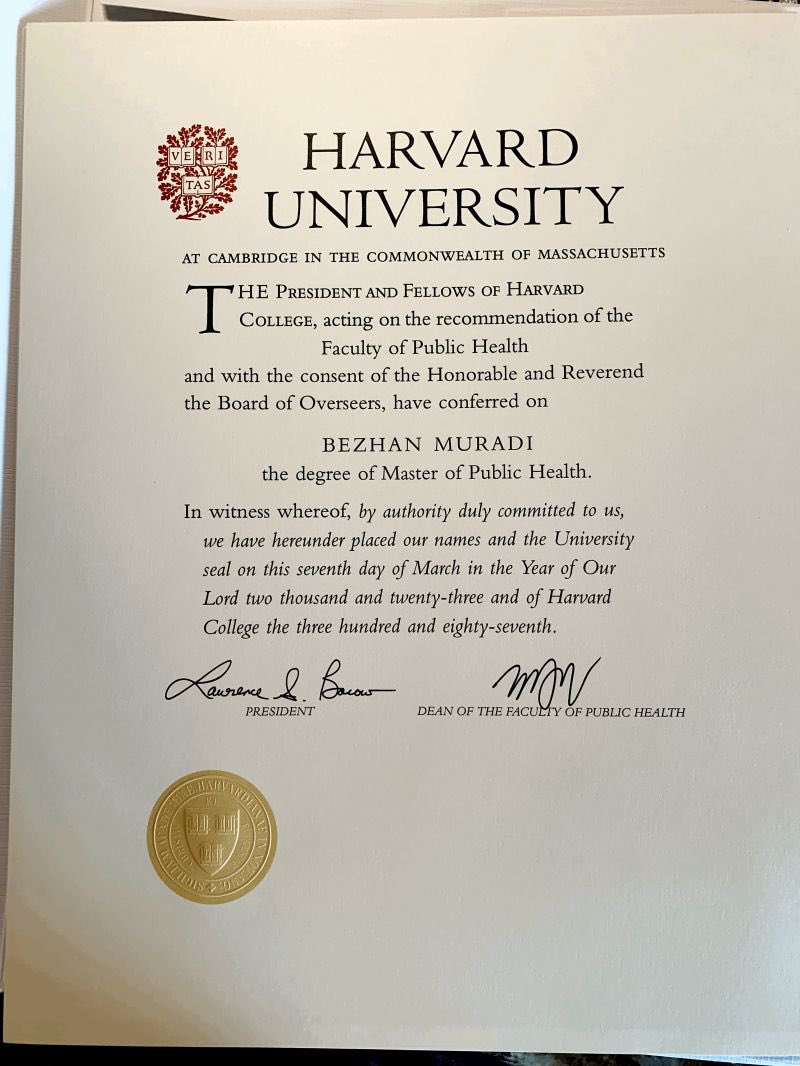 VE RI
TAS
HARVARD
UNIVERSITY
AT CAMBRIDGE IN THE COMMONWEALTH OF MASSACHUSETTS
THE PRESIDENT AND FELLOWS OF HARVARD
COLLEGE, acting on the recommendation of the
Faculty of Public Health
and with the consent of the Honorable and Reverend
the Board of Overseers, have conferred on
BEZHAN MURADI
the degree of Master of Public Health.
In witness whereof, by authority duly committed to us,
we have hereunder placed our names and the University
seal on this seventh day of March in the Year of Our
Lord two thousand and twenty-three and of Harvard
College the three hundred and eighty-seventh.
Lawrence S. Bacow
PRESIDENT
DEAN OF THE FACULTY OF PUBLIC HEALTH